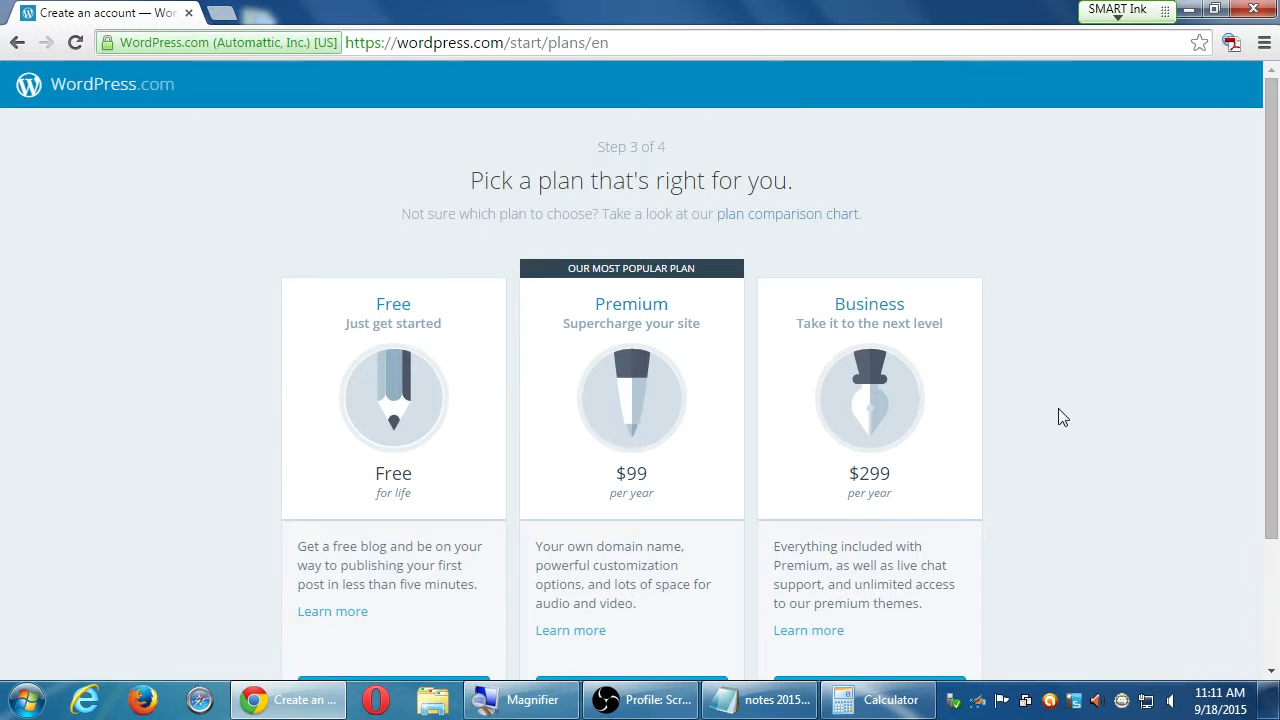 Create an account — Wor
SMART Ink
WordPress.com (Automattic, Inc.) [US]
https://wordpress.com/start/plans/en
WordPress.com
Step 3 of 4
Pick a plan that's right for you.
Not sure which plan to choose? Take a look at our plan comparison chart.
OUR MOST POPULAR PLAN
Free
Just get started
Free
for life
Get a free blog and be on your
way to publishing your first
post in less than five minutes.
Learn more
Premium
Supercharge your site
$99
per year
Your own domain name,
powerful customization
options, and lots of space for
audio and video.
Learn more
Business
Take it to the next level
$299
per year
Everything included with
Premium, as well as live chat
support, and unlimited access
to our premium themes.
Learn more
Create an ...
Magnifier
Profile: Scr...
notes 2015...
Calculator
11:11 AM
9/18/2015